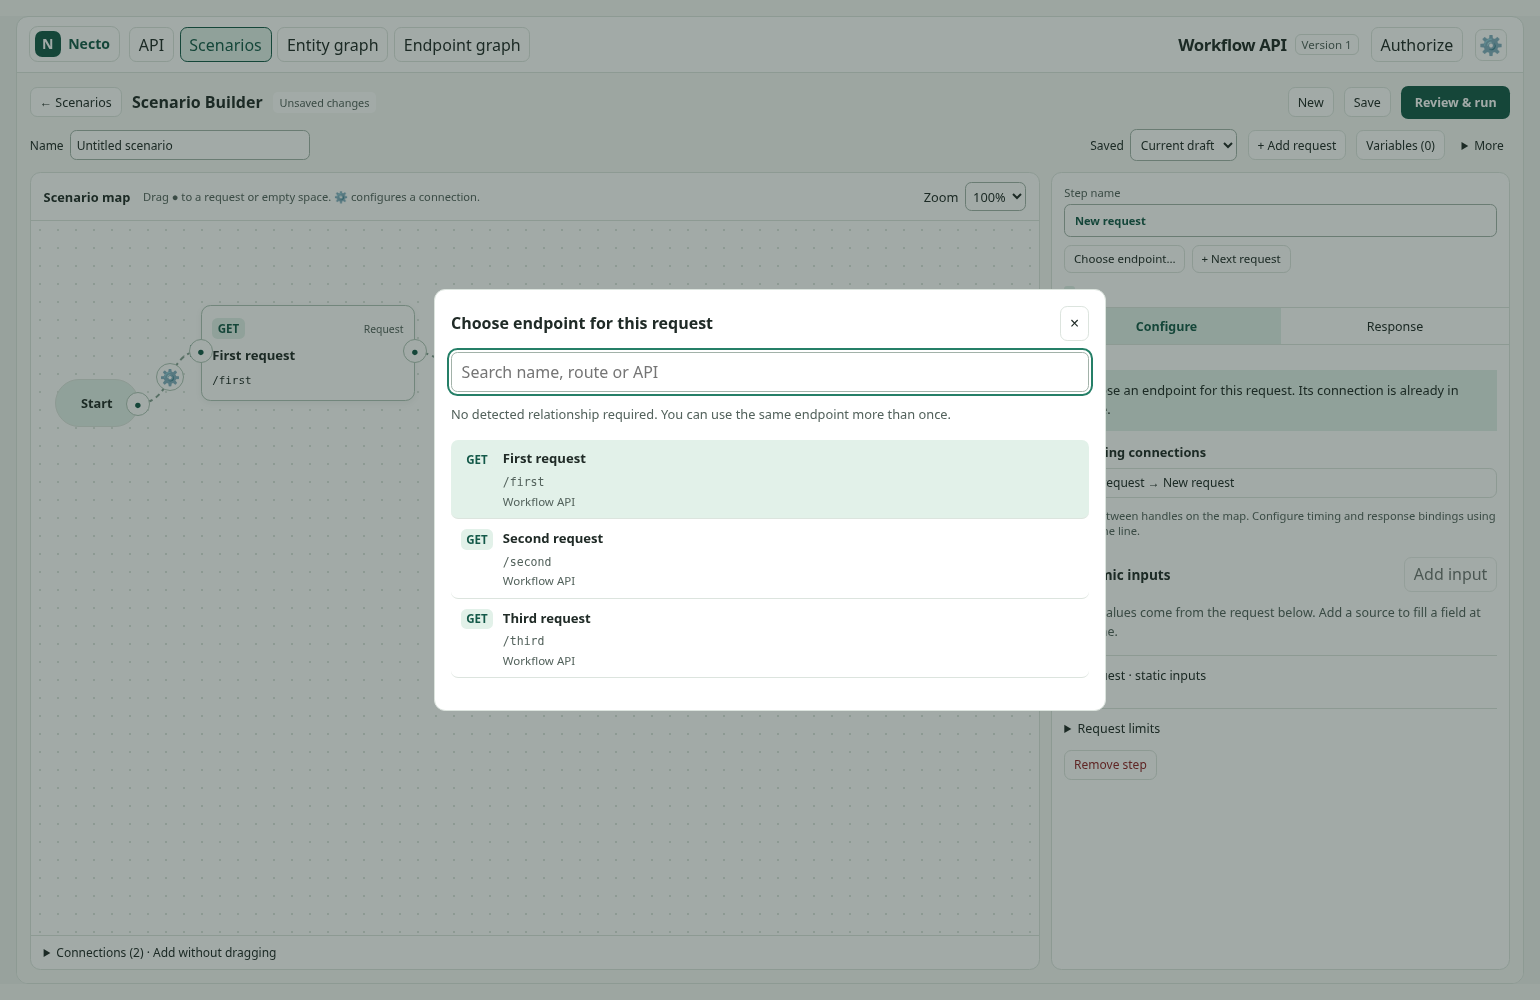 N Necto API Scenarios Entity graph Endpoint graph Workflow API Version 1 Authorize
← Scenarios Scenario Builder Unsaved changes New Save Review & run
Name Untitled scenario Saved Current draft + Add request Variables (0) ▶ More
Scenario map Drag ● to a request or empty space. ⚙️ configures a connection. Zoom 100%
GET Request
First request
/first
Start
▶ Connections (2) · Add without dragging
Step name
New request
Choose endpoint... + Next request
Configure Response
an endpoint for this request. Its connection is already in
connections
→ New request
handles on the map. Configure timing and response bindings using
line.
inputs Add input
come from the request below. Add a source to fill a field at
· static inputs
▶ Request limits
Remove step
Choose endpoint for this request ×
Search name, route or API
No detected relationship required. You can use the same endpoint more than once.
GET First request
/first
Workflow API
GET Second request
/second
Workflow API
GET Third request
/third
Workflow API